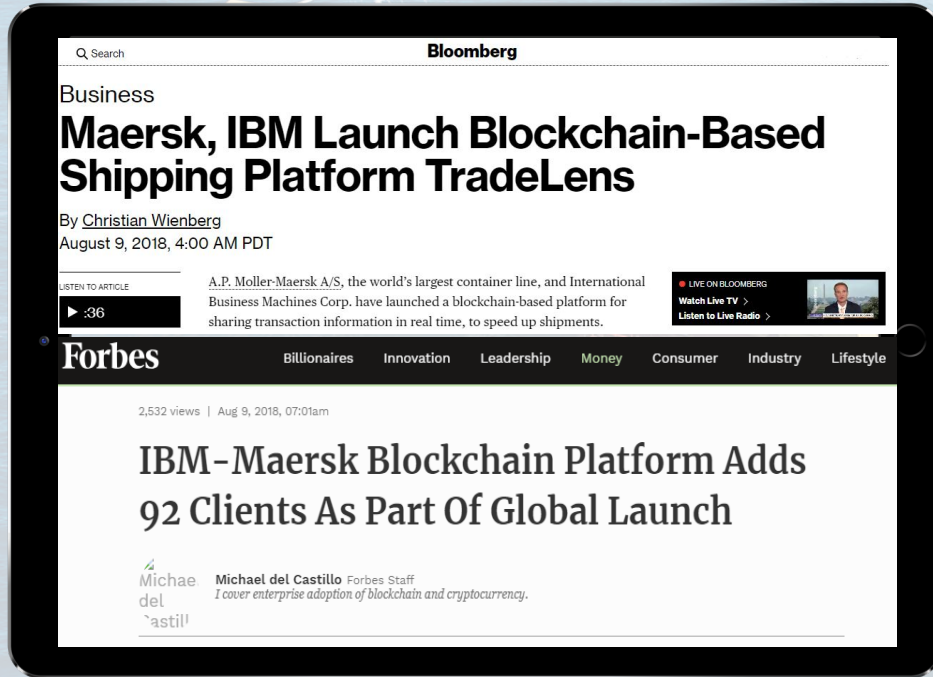 Search
Bloomberg
Business
Maersk, IBM Launch Blockchain-Based
Shipping Platform TradeLens
By Christian Wienberg
August 9, 2018, 4:00 AM PDT
LISTEN TO ARTICLE
:36
A.P. Moller-Maersk A/S, the world's largest container line, and International
Business Machines Corp. have launched a blockchain-based platform for
sharing transaction information in real time, to speed up shipments.
LIVE ON BLOOMBERG
Watch Live TV >
Listen to Live Radio >
Forbes
Billionaires Innovation Leadership Money Consumer Industry Lifestyle
2,532 views | Aug 9, 2018, 07:01am
IBM-Maersk Blockchain Platform Adds
92 Clients As Part Of Global Launch
Michae
del
Michael del Castillo Forbes Staff
I cover enterprise adoption of blockchain and cryptocurrency.